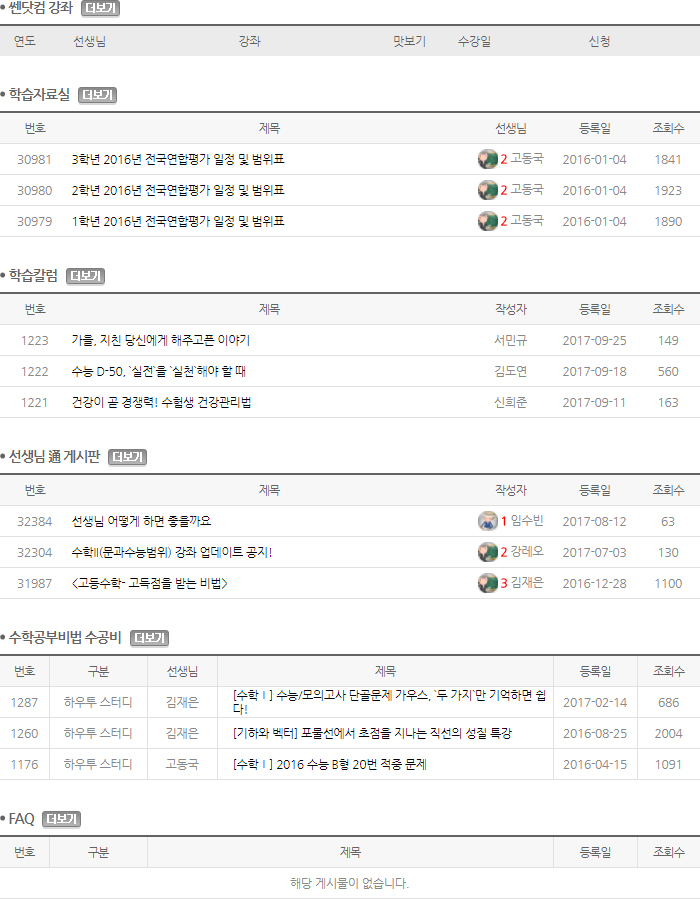 • 쎈닷컴 강좌 더보기
연도 선생님 강좌 맛보기 수강일 신청
• 학습자료실 더보기
번호 제목 선생님 등록일 조회수
30981 3학년 2016년 전국연합평가 일정 및 범위표 2 고동국 2016-01-04 1841
30980 2학년 2016년 전국연합평가 일정 및 범위표 2 고동국 2016-01-04 1923
30979 1학년 2016년 전국연합평가 일정 및 범위표 2 고동국 2016-01-04 1890
• 학습칼럼 더보기
번호 제목 작성자 등록일 조회수
1223 가을, 지친 당신에게 해주고픈 이야기 서민규 2017-09-25 149
1222 수능 D-50, `실전`을 `실천`해야 할 때 김도연 2017-09-18 560
1221 건강이 곧 경쟁력! 수험생 건강관리법 신희준 2017-09-11 163
• 선생님 通 게시판 더보기
번호 제목 작성자 등록일 조회수
32384 선생님 어떻게 하면 좋을까요 1 임수빈 2017-08-12 63
32304 수학II(문과수능범위) 강좌 업데이트 공지! 2 강레오 2017-07-03 130
31987 <고등수학- 고득점을 받는 비법> 3 김재은 2016-12-28 1100
• 수학공부비법 수공비 더보기
번호 구분 선생님 제목 등록일 조회수
1287 하우투 스터디 김재은 [수학Ⅰ] 수능/모의고사 단골문제 가우스, `두 가지`만 기억하면 쉽 2017-02-14 686
다!
1260 하우투 스터디 김재은 [기하와 벡터] 포물선에서 초점을 지나는 직선의 성질 특강 2016-08-25 2004
1176 하우투 스터디 고동국 [수학Ⅰ] 2016 수능 B형 20번 적중 문제 2016-04-15 1091
• FAQ 더보기
번호 구분 제목 등록일 조회수
해당 게시물이 없습니다.